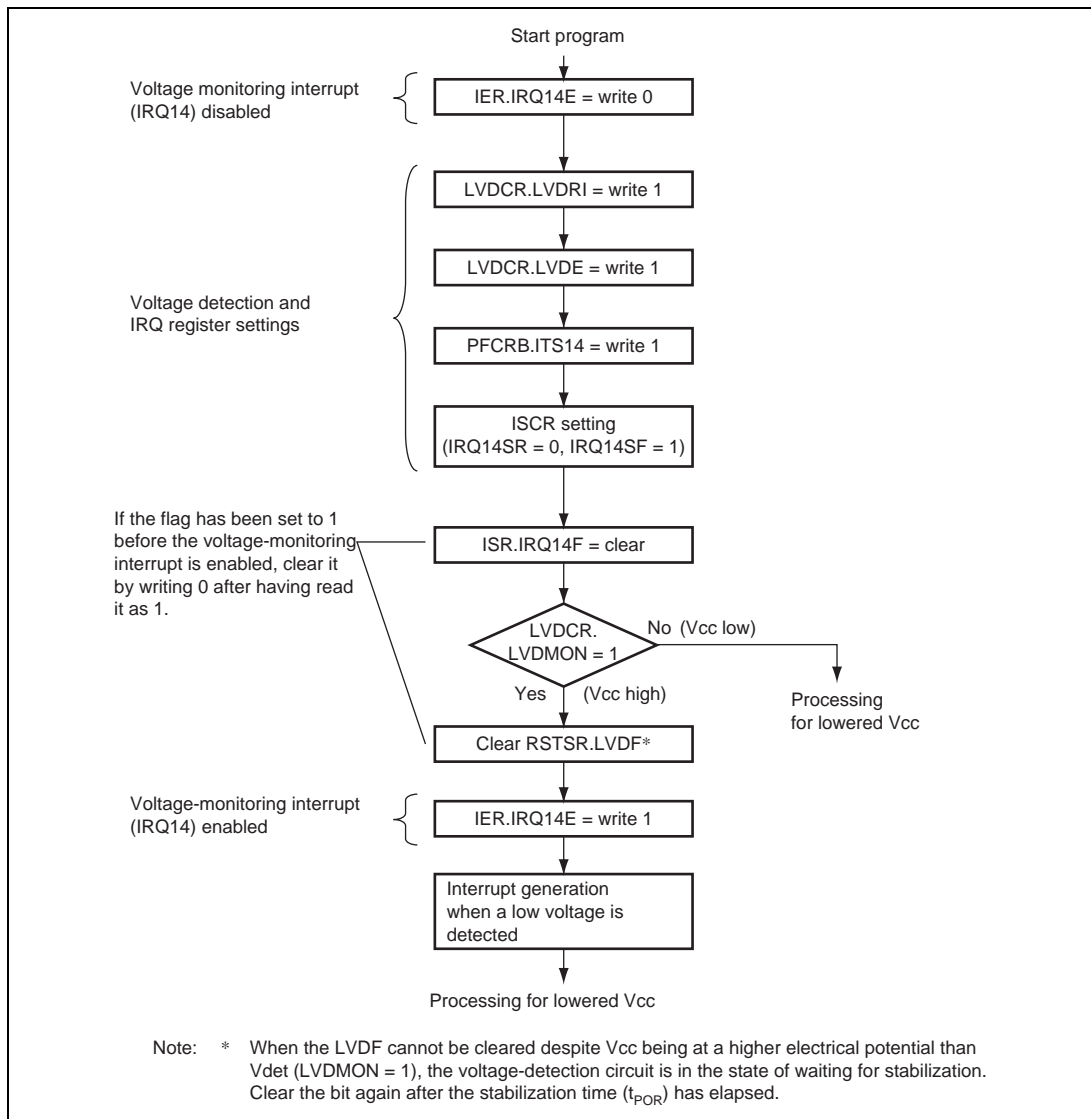 Start program
Voltage monitoring interrupt
(IRQ14) disabled
IER.IRQ14E = write 0
LVDCR.LVDRI = write 1
LVDCR.LVDE = write 1
Voltage detection and
IRQ register settings
PFCRB.ITS14 = write 1
ISCR setting
(IRQ14SR = 0, IRQ14SF = 1)
If the flag has been set to 1
before the voltage-monitoring
interrupt is enabled, clear it
by writing 0 after having read
it as 1.
ISR.IRQ14F = clear
LVDCR.
LVDMON = 1
No (Vcc low)
Yes (Vcc high)
Processing
for lowered Vcc
Clear RSTSR.LVDF*
Voltage-monitoring interrupt
(IRQ14) enabled
IER.IRQ14E = write 1
Interrupt generation
when a low voltage is
detected
Processing for lowered Vcc
Note: * When the LVDF cannot be cleared despite Vcc being at a higher electrical potential than
Vdet (LVDMON = 1), the voltage-detection circuit is in the state of waiting for stabilization.
Clear the bit again after the stabilization time (tPOR) has elapsed.